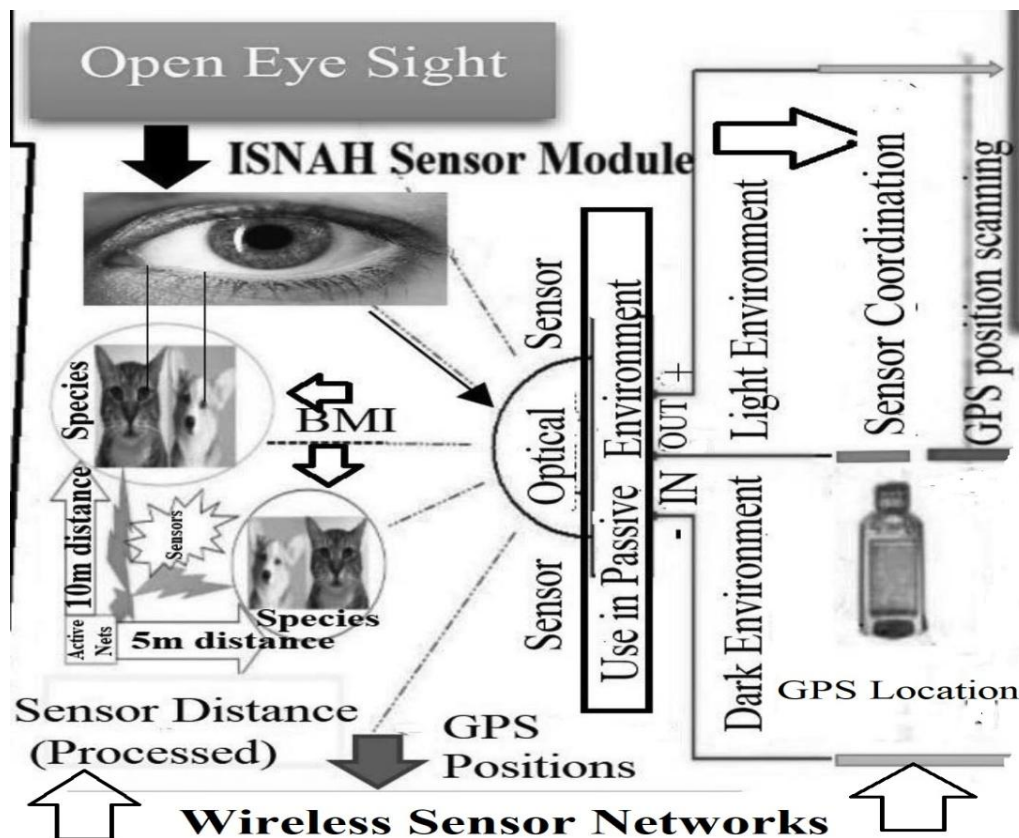 Open Eye Sight
ISNAH Sensor Module
Species
BMI
10m distance
Sensors
Active
Nets
5m distance
Species
Sensor Distance
(Processed)
GPS
Positions
Sensor
Optical
Sensor
Use in Passive Environment
+
OUT
IN
-
Light Environment
Dark Environment
Sensor Coordination
GPS position scanning
GPS Location
Wireless Sensor Networks